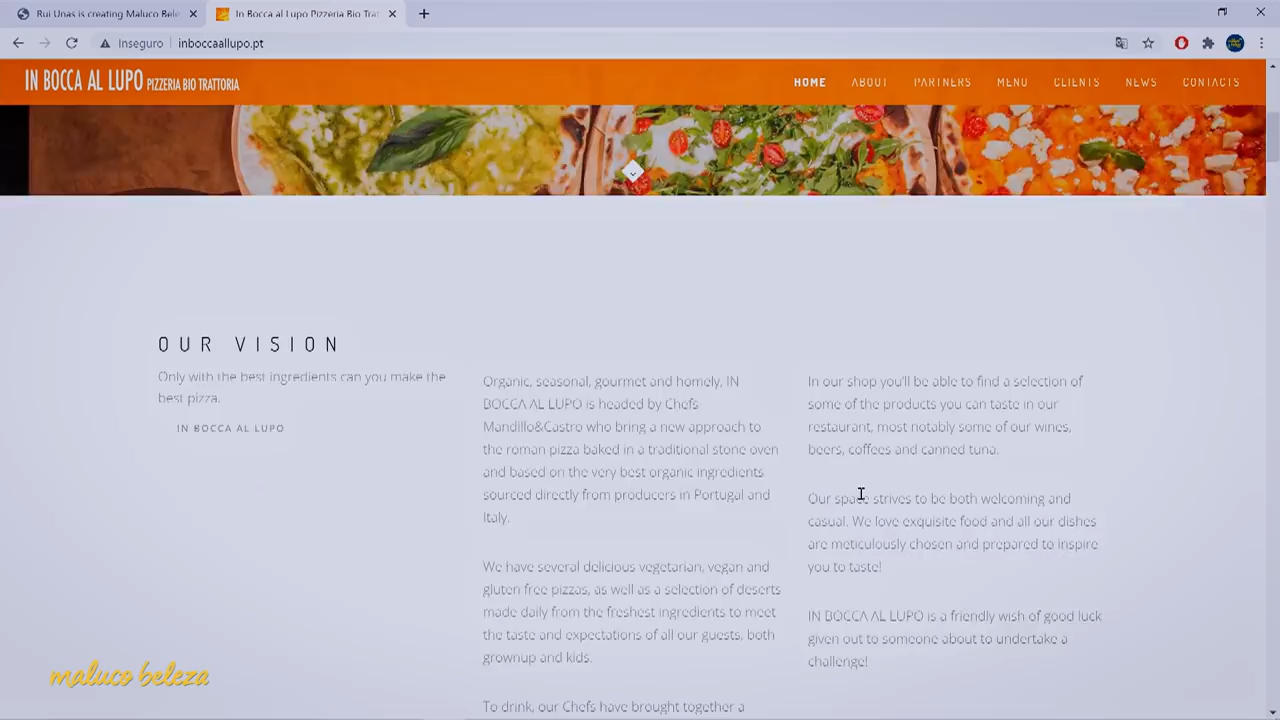 Rui Unas is creating Maluco Bele
In Bocca al Lupo Pizzeria Bio Trat
Inseguro
inboccaallupo.pt
IN BOCCA AL LUPO PIZZERIA BIO TRATTORIA
HOME
ABOUT
PARTNERS
MENU
CLIENTS
NEWS
CONTACTS
OUR VISION
Only with the best ingredients can you make the
best pizza.
IN BOCCA AL LUPO
Organic, seasonal, gourmet and homely, IN
BOCCA AL LUPO is headed by Chefs
Mandillo&Castro who bring a new approach to
the roman pizza baked in a traditional stone oven
and based on the very best organic ingredients
sourced directly from producers in Portugal and
Italy.
We have several delicious vegetarian, vegan and
gluten free pizzas, as well as a selection of deserts
made daily from the freshest ingredients to meet
the taste and expectations of all our guests, both
grownup and kids.
To drink, our Chefs have brought together a
In our shop you'll be able to find a selection of
some of the products you can taste in our
restaurant, most notably some of our wines,
beers, coffees and canned tuna.
Our space strives to be both welcoming and
casual. We love exquisite food and all our dishes
are meticulously chosen and prepared to inspire
you to taste!
IN BOCCA AL LUPO is a friendly wish of good luck
given out to someone about to undertake a
challenge!
maluco beleza